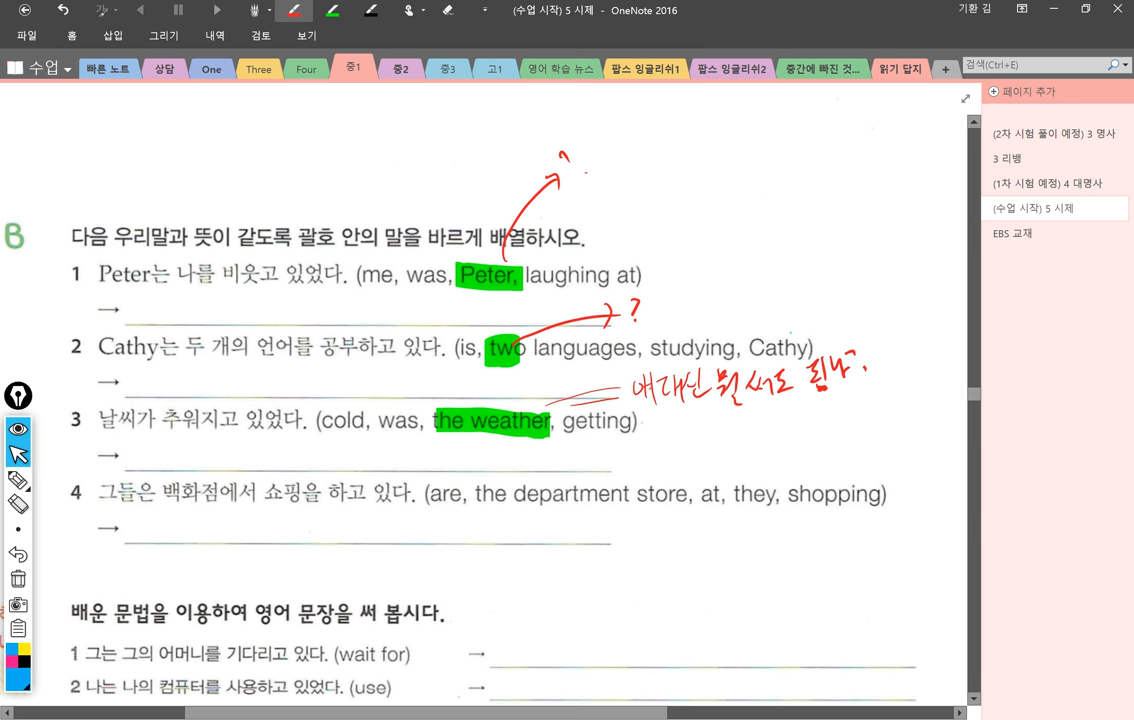 (수업 시작) 5 시제 - OneNote 2016
기환 김
파일 홈 삽입 그리기 내역 검토 보기
수업 빠른 노트 상담 One Three Four 중1 중2 중3 고1 영어 학습 뉴스 팝스 잉글리쉬1 팝스 잉글리쉬2 중간에 빠진 것... 읽기 답지 + 검색(Ctrl+E)
페이지 추가
(2차 시험 풀이 예정) 3 명사
3 리뱅
(1차 시험 예정) 4 대명사
(수업 시작) 5 시제
EBS 교재
B 다음 우리말과 뜻이 같도록 괄호 안의 말을 바르게 배열하시오.
1 Peter는 나를 비웃고 있었다. (me, was, Peter, laughing at)
→
?
2 Cathy는 두 개의 언어를 공부하고 있다. (is, two languages, studying, Cathy)
→
대신 뭘 써도 됩니?
3 날씨가 추워지고 있었다. (cold, was, the weather, getting)
→
4 그들은 백화점에서 쇼핑을 하고 있다. (are, the department store, at, they, shopping)
→
배운 문법을 이용하여 영어 문장을 써 봅시다.
1 그는 그의 어머니를 기다리고 있다. (wait for) →
2 나는 나의 컴퓨터를 사용하고 있었다. (use) →